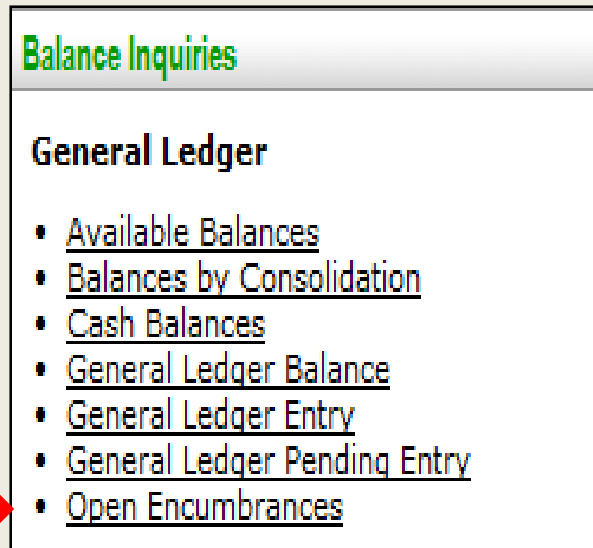 Balance Inquiries
General Ledger
• Available Balances
• Balances by Consolidation
• Cash Balances
• General Ledger Balance
• General Ledger Entry
• General Ledger Pending Entry
• Open Encumbrances